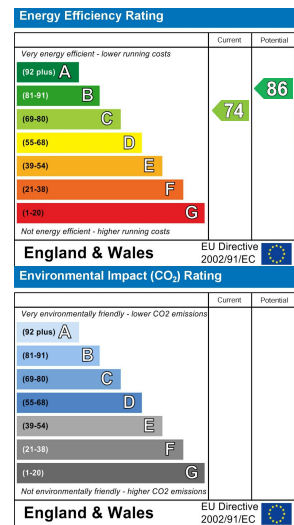 Energy Efficiency Rating
Current Potential
Very energy efficient - lower running costs
(92 plus) A
(81-91) B
(69-80) C
(55-68) D
(39-54) E
(21-38) F
(1-20) G
74
86
Not energy efficient - higher running costs
England & Wales
EU Directive
2002/91/EC
Environmental Impact (CO₂) Rating
Current Potential
Very environmentally friendly - lower CO2 emissions
(92 plus) A
(81-91) B
(69-80) C
(55-68) D
(39-54) E
(21-38) F
(1-20) G
Not environmentally friendly - higher CO2 emissions
England & Wales
EU Directive
2002/91/EC